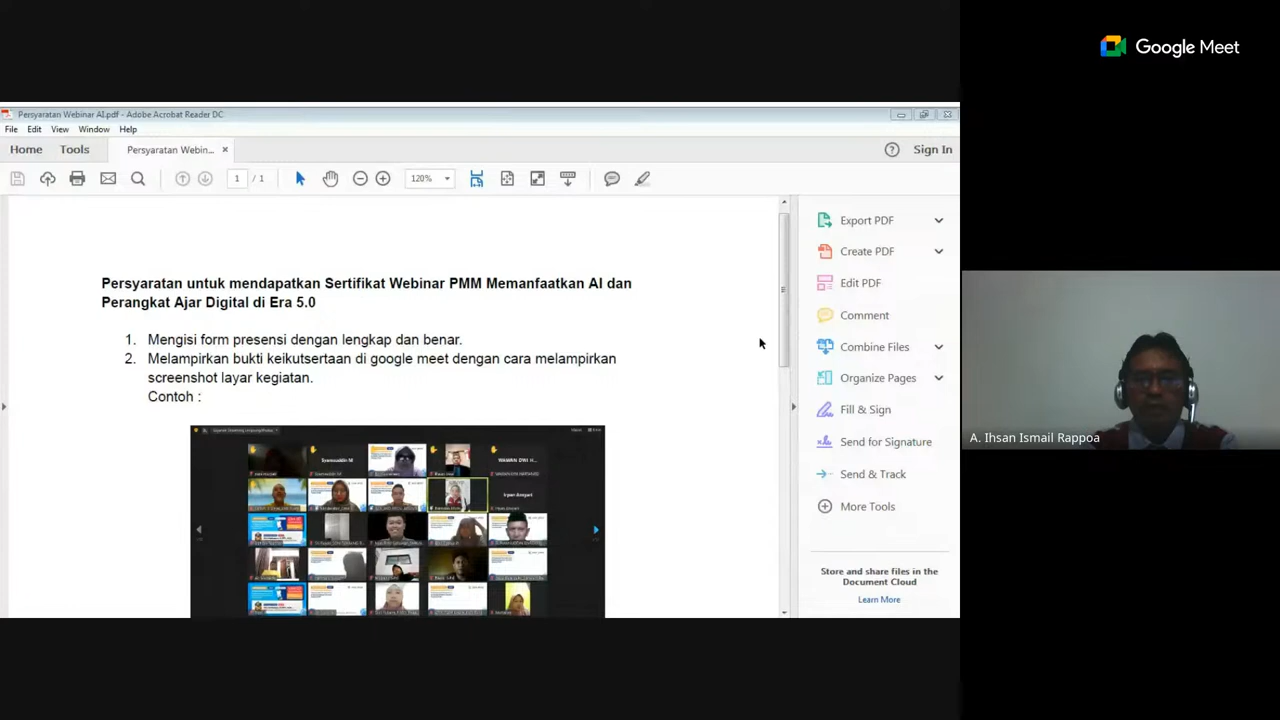 Google Meet
Persyaratan Webinar AI.pdf - Adobe Acrobat Reader DC
File Edit View Window Help
Home Tools Persyaratan Webin... × Sign In
1 / 1 120%
Persyaratan untuk mendapatkan Sertifikat Webinar PMM Memanfaatkan AI dan
Perangkat Ajar Digital di Era 5.0
1. Mengisi form presensi dengan lengkap dan benar.
2. Melampirkan bukti keikutsertaan di google meet dengan cara melampirkan
screenshot layar kegiatan.
Contoh :
Syamsuddin M
WAWAN DWI H...
Irpan Asngari
Export PDF
Create PDF
Edit PDF
Comment
Combine Files
Organize Pages
Fill & Sign
Send for Signature
Send & Track
More Tools
Store and share files in the
Document Cloud
Learn More
A. Ihsan Ismail Rappoa